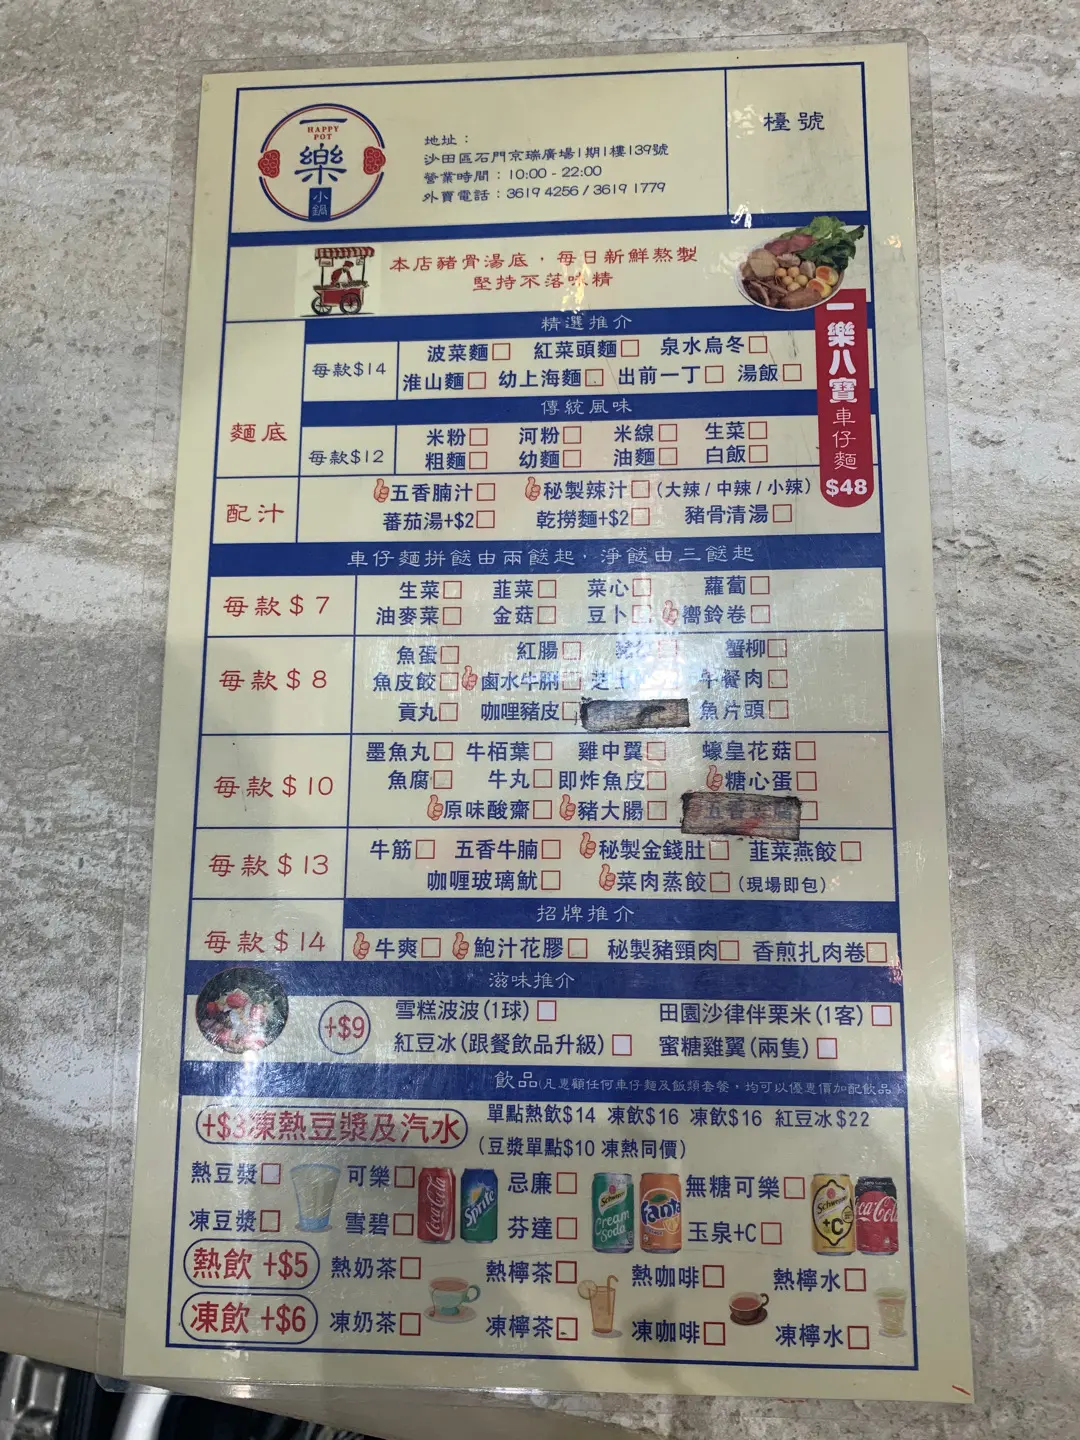 一
HAPPY
POT
樂
小鍋
地址：
沙田區石門京瑞廣場1期1樓139號
營業時間：10:00 - 22:00
外賣電話：3619 4256 / 3619 1779
檯號
本店豬骨湯底，每日新鮮熬製
堅持不落味精
一樂八寶車仔麵 $48
精選推介
麵底
每款$14
波菜麵□ 紅菜頭麵□ 泉水烏冬□
淮山麵□ 幼上海麵□ 出前一丁□ 湯飯□
傳統風味
每款$12
米粉□ 河粉□ 米線□ 生菜□
粗麵□ 幼麵□ 油麵□ 白飯□
配汁
五香腩汁□ 秘製辣汁□(大辣/中辣/小辣)
蕃茄湯+$2□ 乾撈麵+$2□ 豬骨清湯□
車仔麵拼餸由兩餸起，淨餸由三餸起
每款$7
生菜□ 韮菜□ 菜心□ 蘿蔔□
油麥菜□ 金菇□ 豆卜□ 嚮鈴卷□
每款$8
魚蛋□ 紅腸□ 豬□ 蟹柳□
魚皮餃□ 鹵水牛脷□ 芝□ 午餐肉□
貢丸□ 咖哩豬皮□ 魚片頭□
每款$10
墨魚丸□ 牛栢葉□ 雞中翼□ 蠔皇花菇□
魚腐□ 牛丸□ 即炸魚皮□ 糖心蛋□
原味酸齋□ 豬大腸□ 五香□
每款$13
牛筋□ 五香牛腩□ 秘製金錢肚□ 韮菜燕餃□
咖喱玻璃魷□ 菜肉蒸餃□(現場即包)
招牌推介
每款$14
牛爽□ 鮑汁花膠□ 秘製豬頸肉□ 香煎扎肉卷□
滋味推介
+$9
雪糕波波(1球)□ 田園沙律伴粟米(1客)□
紅豆冰(跟餐飲品升級)□ 蜜糖雞翼(兩隻)□
飲品(凡惠顧任何車仔麵及飯類套餐，均可以優惠價加配飲品)
+$3凍熱豆漿及汽水
單點熱飲$14 凍飲$16 凍飲$16 紅豆冰$22
(豆漿單點$10 凍熱同價)
熱豆漿□ 可樂□ 忌廉□ 無糖可樂□
凍豆漿□ 雪碧□ 芬達□ 玉泉+C□
Coca-Cola Sprite Schweppes Cream Soda Fanta Schweppes +C Coca-Cola
熱飲 +$5 熱奶茶□ 熱檸茶□ 熱咖啡□ 熱檸水□
凍飲 +$6 凍奶茶□ 凍檸茶□ 凍咖啡□ 凍檸水□